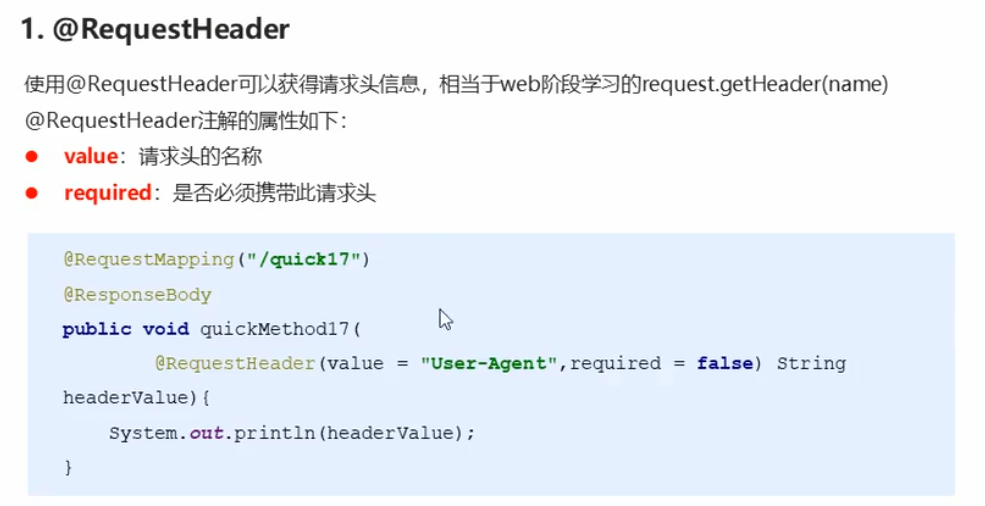 1. @RequestHeader
使用@RequestHeader可以获得请求头信息，相当于web阶段学习的request.getHeader(name)
@RequestHeader注解的属性如下：
● value：请求头的名称
● required：是否必须携带此请求头
@RequestMapping("/quick17")
@ResponseBody
public void quickMethod17(
@RequestHeader(value = "User-Agent",required = false) String
headerValue){
System.out.println(headerValue);
}